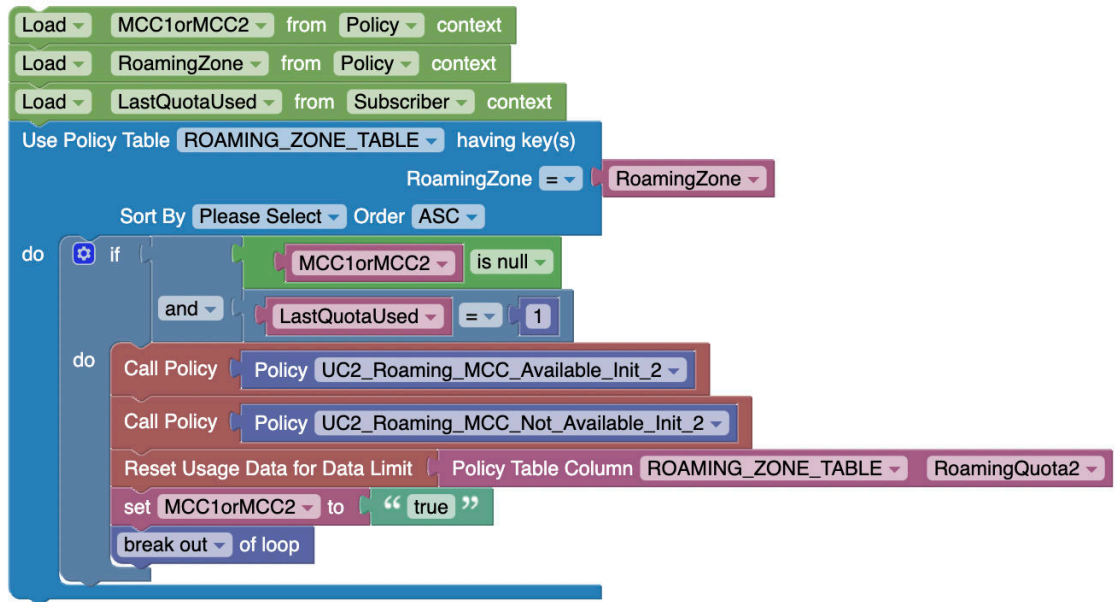 Load MCC1orMCC2 from Policy context
Load RoamingZone from Policy context
Load LastQuotaUsed from Subscriber context
Use Policy Table ROAMING_ZONE_TABLE having key(s)
RoamingZone = RoamingZone
Sort By Please Select Order ASC
do if MCC1orMCC2 is null
and LastQuotaUsed = 1
do Call Policy Policy UC2_Roaming_MCC_Available_Init_2
Call Policy Policy UC2_Roaming_MCC_Not_Available_Init_2
Reset Usage Data for Data Limit Policy Table Column ROAMING_ZONE_TABLE RoamingQuota2
set MCC1orMCC2 to “ true ”
break out of loop